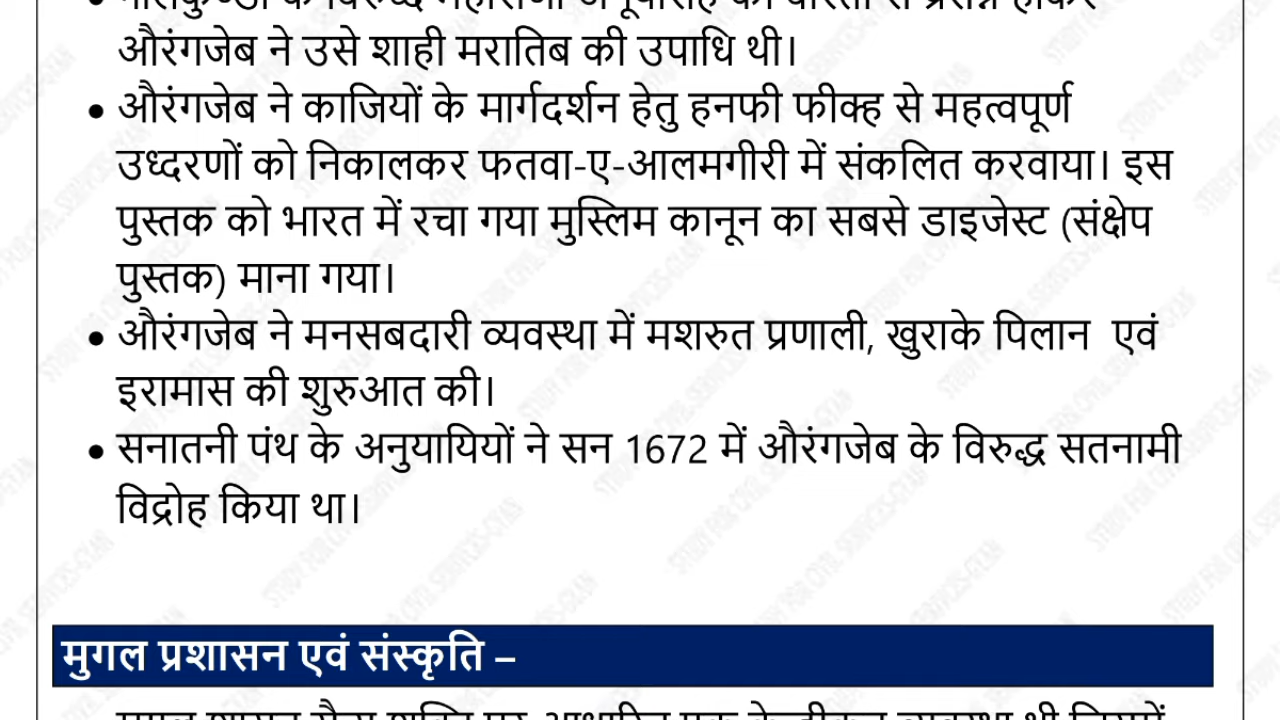 औरंगजेब ने उसे शाही मरातिब की उपाधि थी।
• औरंगजेब ने काजियों के मार्गदर्शन हेतु हनफी फीक्ह से महत्वपूर्ण
उध्दरणों को निकालकर फतवा-ए-आलमगीरी में संकलित करवाया। इस
पुस्तक को भारत में रचा गया मुस्लिम कानून का सबसे डाइजेस्ट (संक्षेप
पुस्तक) माना गया।
• औरंगजेब ने मनसबदारी व्यवस्था में मशरुत प्रणाली, खुराके पिलान एवं
इरामास की शुरुआत की।
• सनातनी पंथ के अनुयायियों ने सन 1672 में औरंगजेब के विरुद्ध सतनामी
विद्रोह किया था।
मुगल प्रशासन एवं संस्कृति –